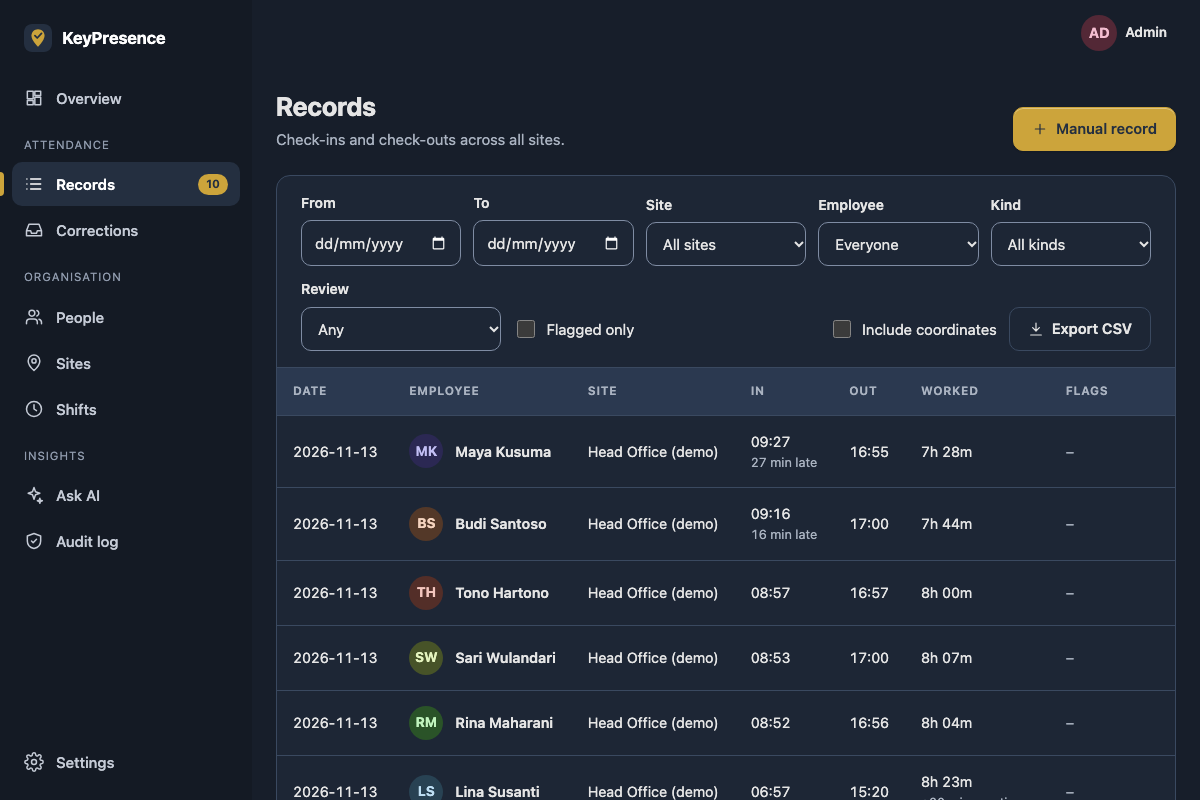 KeyPresence
AD Admin
Overview
ATTENDANCE
Records 10
Corrections
ORGANISATION
People
Sites
Shifts
INSIGHTS
Ask AI
Audit log
Settings
Records
Check-ins and check-outs across all sites.
+ Manual record
From To Site Employee Kind
dd/mm/yyyy dd/mm/yyyy All sites Everyone All kinds
Review
Any Flagged only Include coordinates Export CSV
DATE EMPLOYEE SITE IN OUT WORKED FLAGS
2026-11-13 MK Maya Kusuma Head Office (demo) 09:27 16:55 7h 28m –
27 min late
2026-11-13 BS Budi Santoso Head Office (demo) 09:16 17:00 7h 44m –
16 min late
2026-11-13 TH Tono Hartono Head Office (demo) 08:57 16:57 8h 00m –
2026-11-13 SW Sari Wulandari Head Office (demo) 08:53 17:00 8h 07m –
2026-11-13 RM Rina Maharani Head Office (demo) 08:52 16:56 8h 04m –
2026-11-13 LS Lina Susanti Head Office (demo) 06:57 15:20 8h 23m –